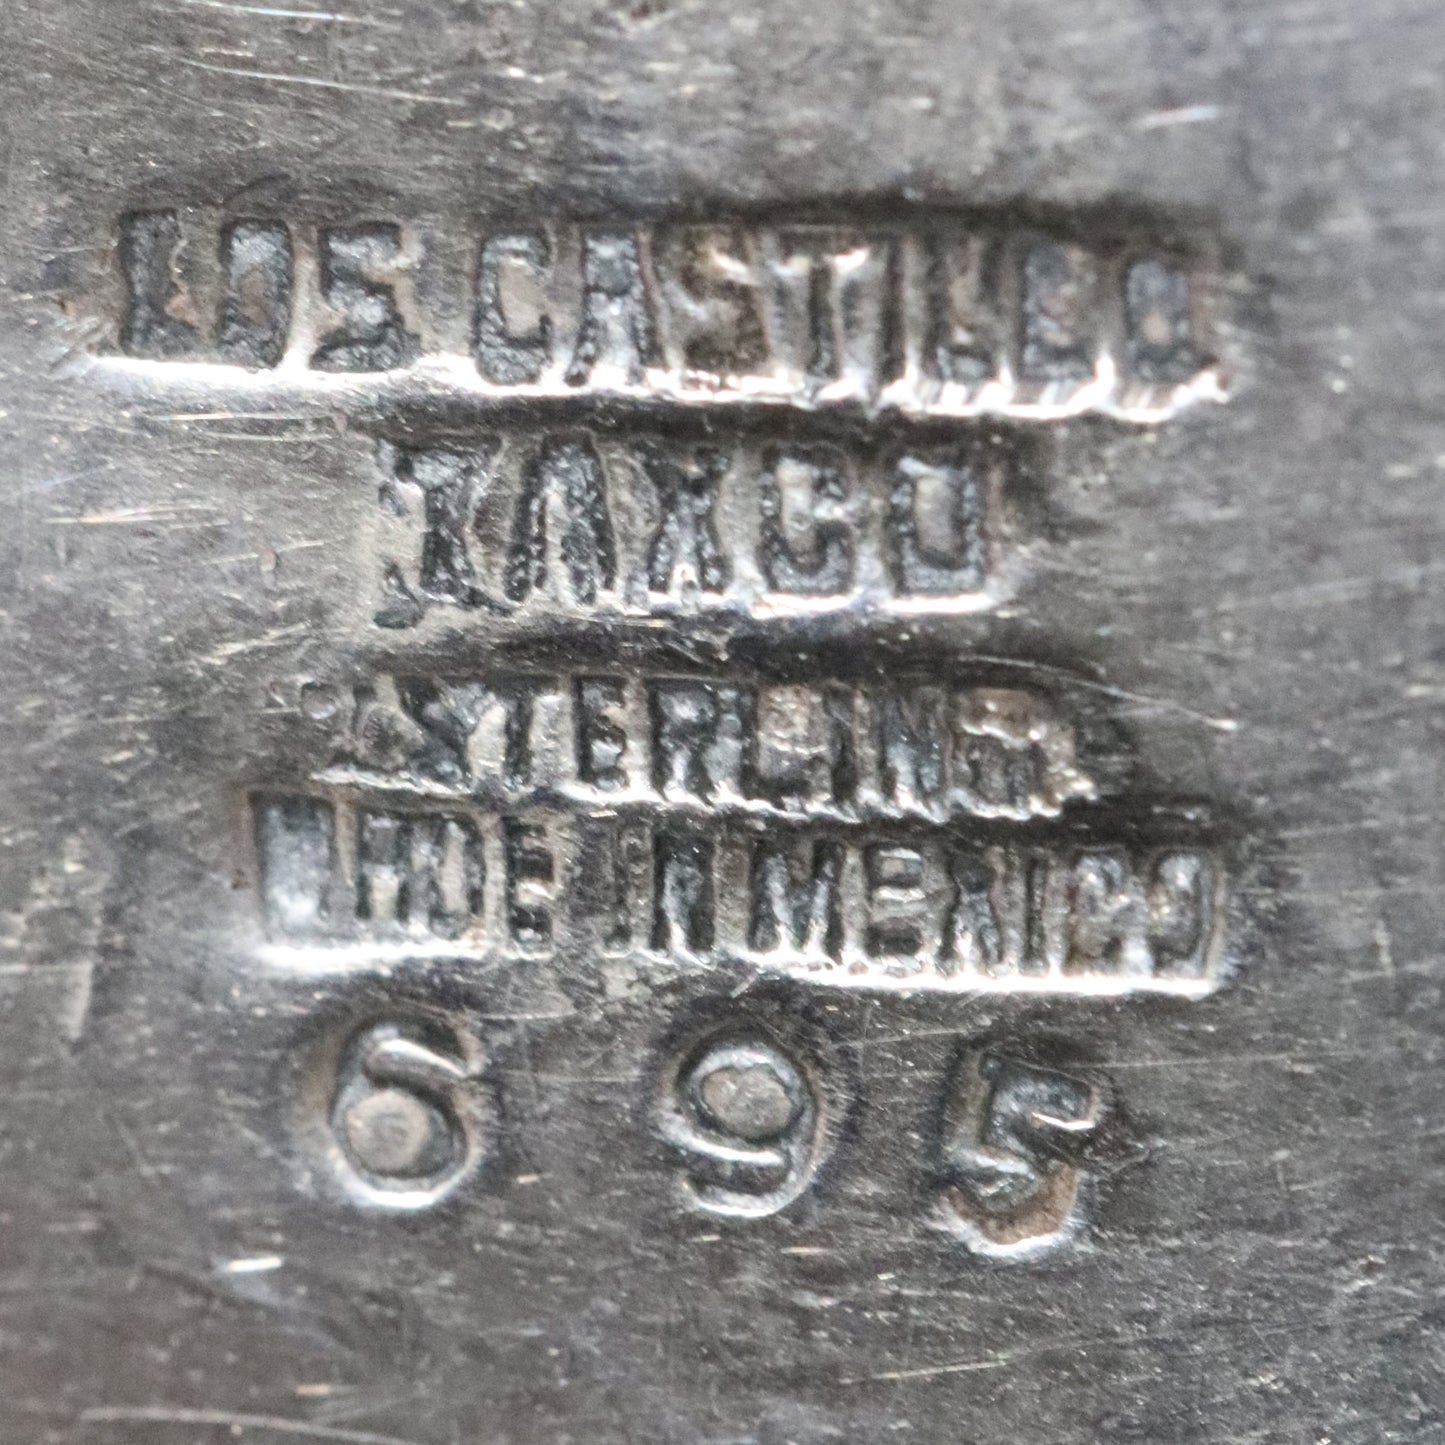 LOS CASTILLO
TAXCO
STERLING
MADE IN MEXICO
695